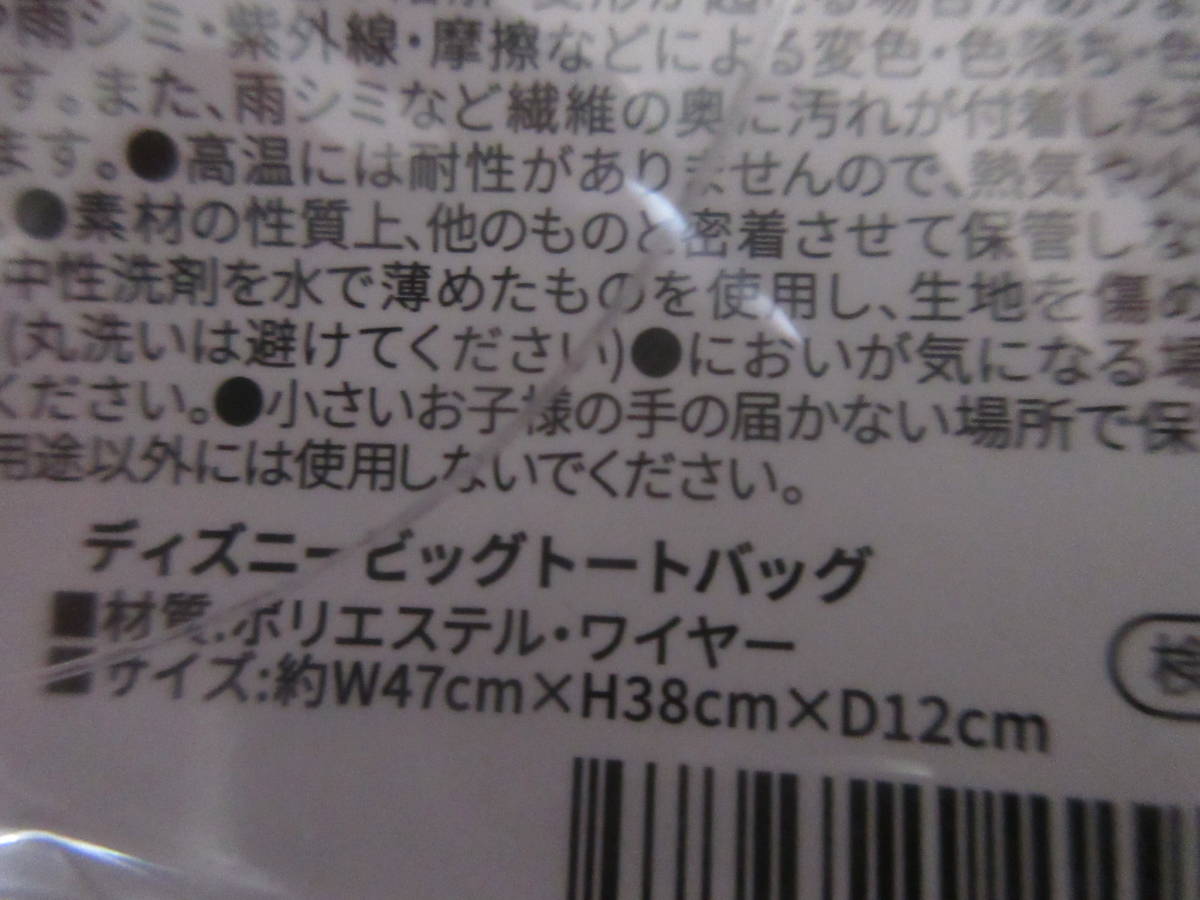 雨シミ・紫外線・摩擦などによる変色・色落ち・色
す。また、雨シミなど繊維の奥に汚れが付着した
ます。●高温には耐性がありませんので、熱気や火
●素材の性質上、他のものと密着させて保管しな
中性洗剤を水で薄めたものを使用し、生地を傷め
(丸洗いは避けてください)●においが気になる場
ください。●小さいお子様の手の届かない場所で保
用途以外には使用しないでください。
ディズニービッグトートバッグ
■材質:ポリエステル・ワイヤー
検
■サイズ:約W47cm×H38cm×D12cm